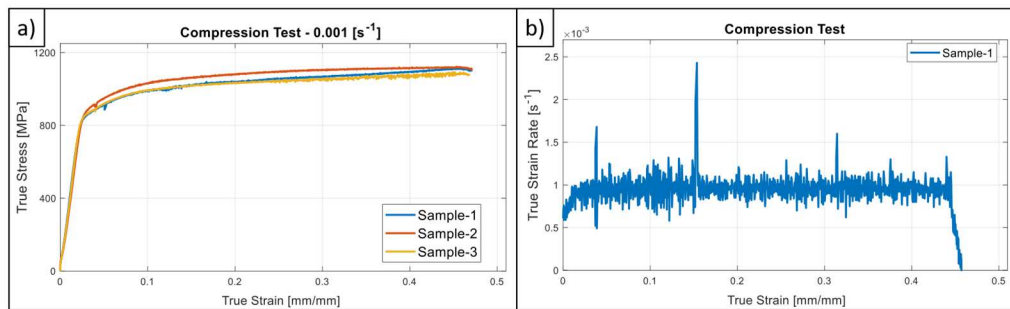 a)
Compression Test - 0.001 [s⁻¹]
1200
800
400
0
True Stress [MPa]
0
0.1
0.2
0.3
0.4
0.5
True Strain [mm/mm]
Sample-1
Sample-2
Sample-3
b)
Compression Test
×10⁻³
2.5
2
1.5
1
0.5
0
True Strain Rate [s⁻¹]
0
0.1
0.2
0.3
0.4
0.5
True Strain [mm/mm]
Sample-1